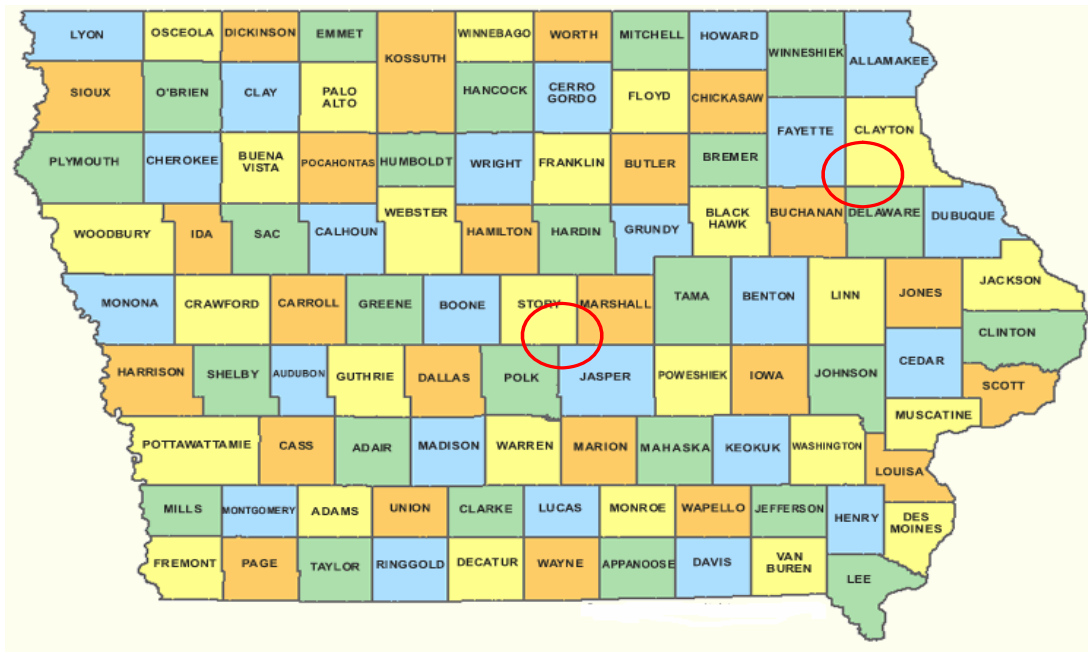 LYON
OSCEOLA
DICKINSON
EMMET
KOSSUTH
WINNEBAGO
WORTH
MITCHELL
HOWARD
WINNESHIEK
ALLAMAKEE
SIOUX
O'BRIEN
CLAY
PALO
ALTO
HANCOCK
CERRO
GORDO
FLOYD
CHICKASAW
FAYETTE
CLAYTON
PLYMOUTH
CHEROKEE
BUENA
VISTA
POCAHONTAS
HUMBOLDT
WRIGHT
FRANKLIN
BUTLER
BREMER
WOODBURY
IDA
SAC
CALHOUN
WEBSTER
HAMILTON
HARDIN
GRUNDY
BLACK
HAWK
BUCHANAN
DELAWARE
DUBUQUE
MONONA
CRAWFORD
CARROLL
GREENE
BOONE
STORY
MARSHALL
TAMA
BENTON
LINN
JONES
JACKSON
CLINTON
HARRISON
SHELBY
AUDUBON
GUTHRIE
DALLAS
POLK
JASPER
POWESHIEK
IOWA
JOHNSON
CEDAR
SCOTT
MUSCATINE
POTTAWATTAMIE
CASS
ADAIR
MADISON
WARREN
MARION
MAHASKA
KEOKUK
WASHINGTON
LOUISA
MILLS
MONTGOMERY
ADAMS
UNION
CLARKE
LUCAS
MONROE
WAPELLO
JEFFERSON
HENRY
DES
MOINES
FREMONT
PAGE
TAYLOR
RINGGOLD
DECATUR
WAYNE
APPANOOSE
DAVIS
VAN
BUREN
LEE